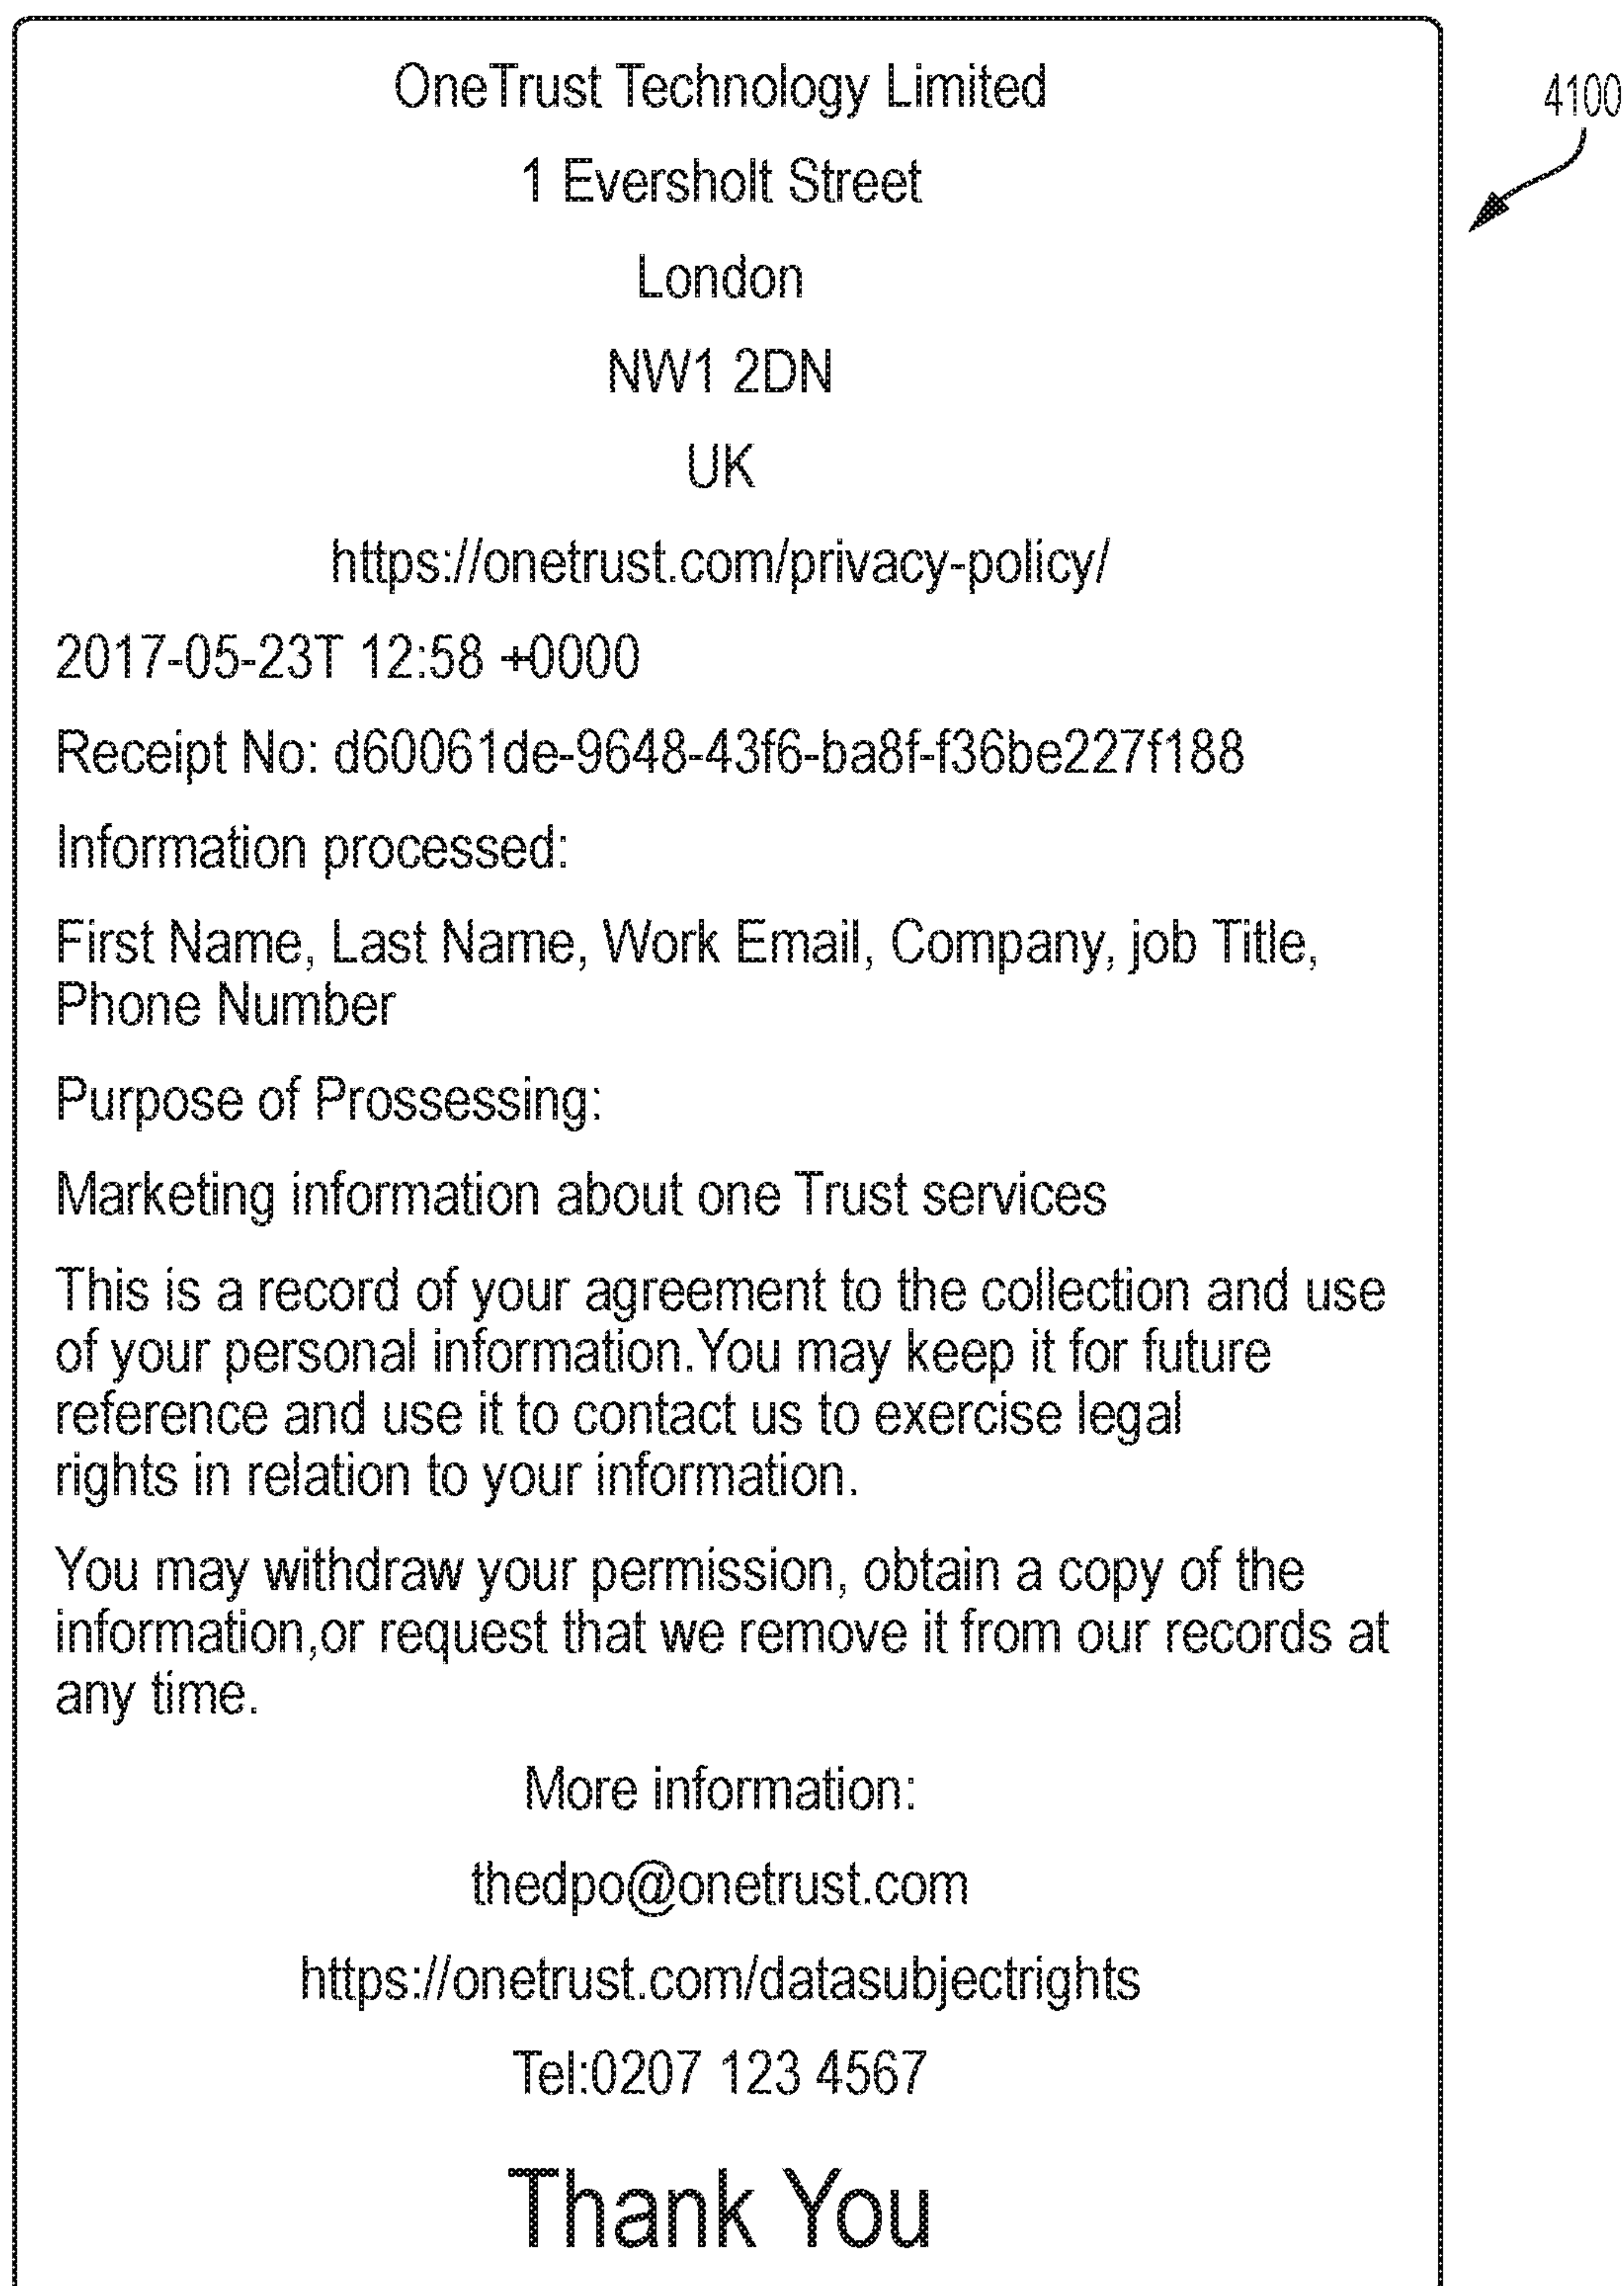 OneTrust Technology Limited
4100
1 Eversholt Street
London
NW1 2DN
UK
https://onetrust.com/privacy-policy/
2017-05-23T 12:58 +0000
Receipt No: d60061de-9648-43f6-ba8f-f36be227f188
Information processed:
First Name, Last Name, Work Email, Company, job Title,
Phone Number
Purpose of Prossessing:
Marketing information about one Trust services
This is a record of your agreement to the collection and use
of your personal information.You may keep it for future
reference and use it to contact us to exercise legal
rights in relation to your information.
You may withdraw your permission, obtain a copy of the
information,or request that we remove it from our records at
any time.
More information:
thedpo@onetrust.com
https://onetrust.com/datasubjectrights
Tel:0207 123 4567
Thank You